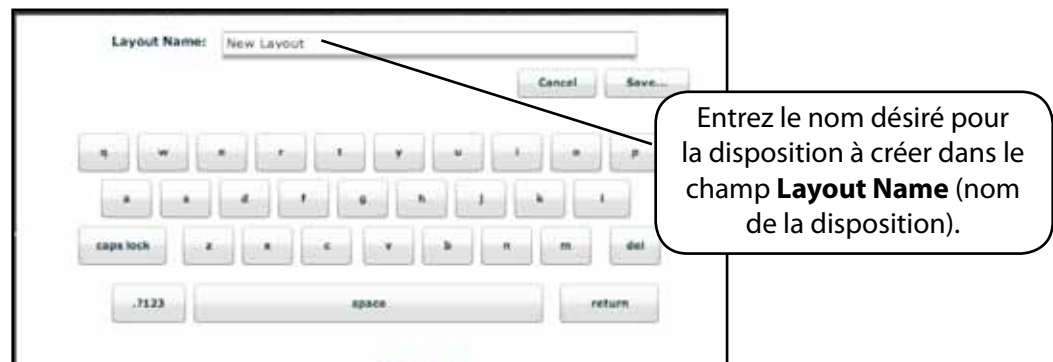 Layout Name: New Layout
Cancel Save...
Entrez le nom désiré pour
la disposition à créer dans le
champ Layout Name (nom
de la disposition).
q w e r t y u i o p
a s d f g h j k l
caps lock z x c v b n m del
.?123 space return